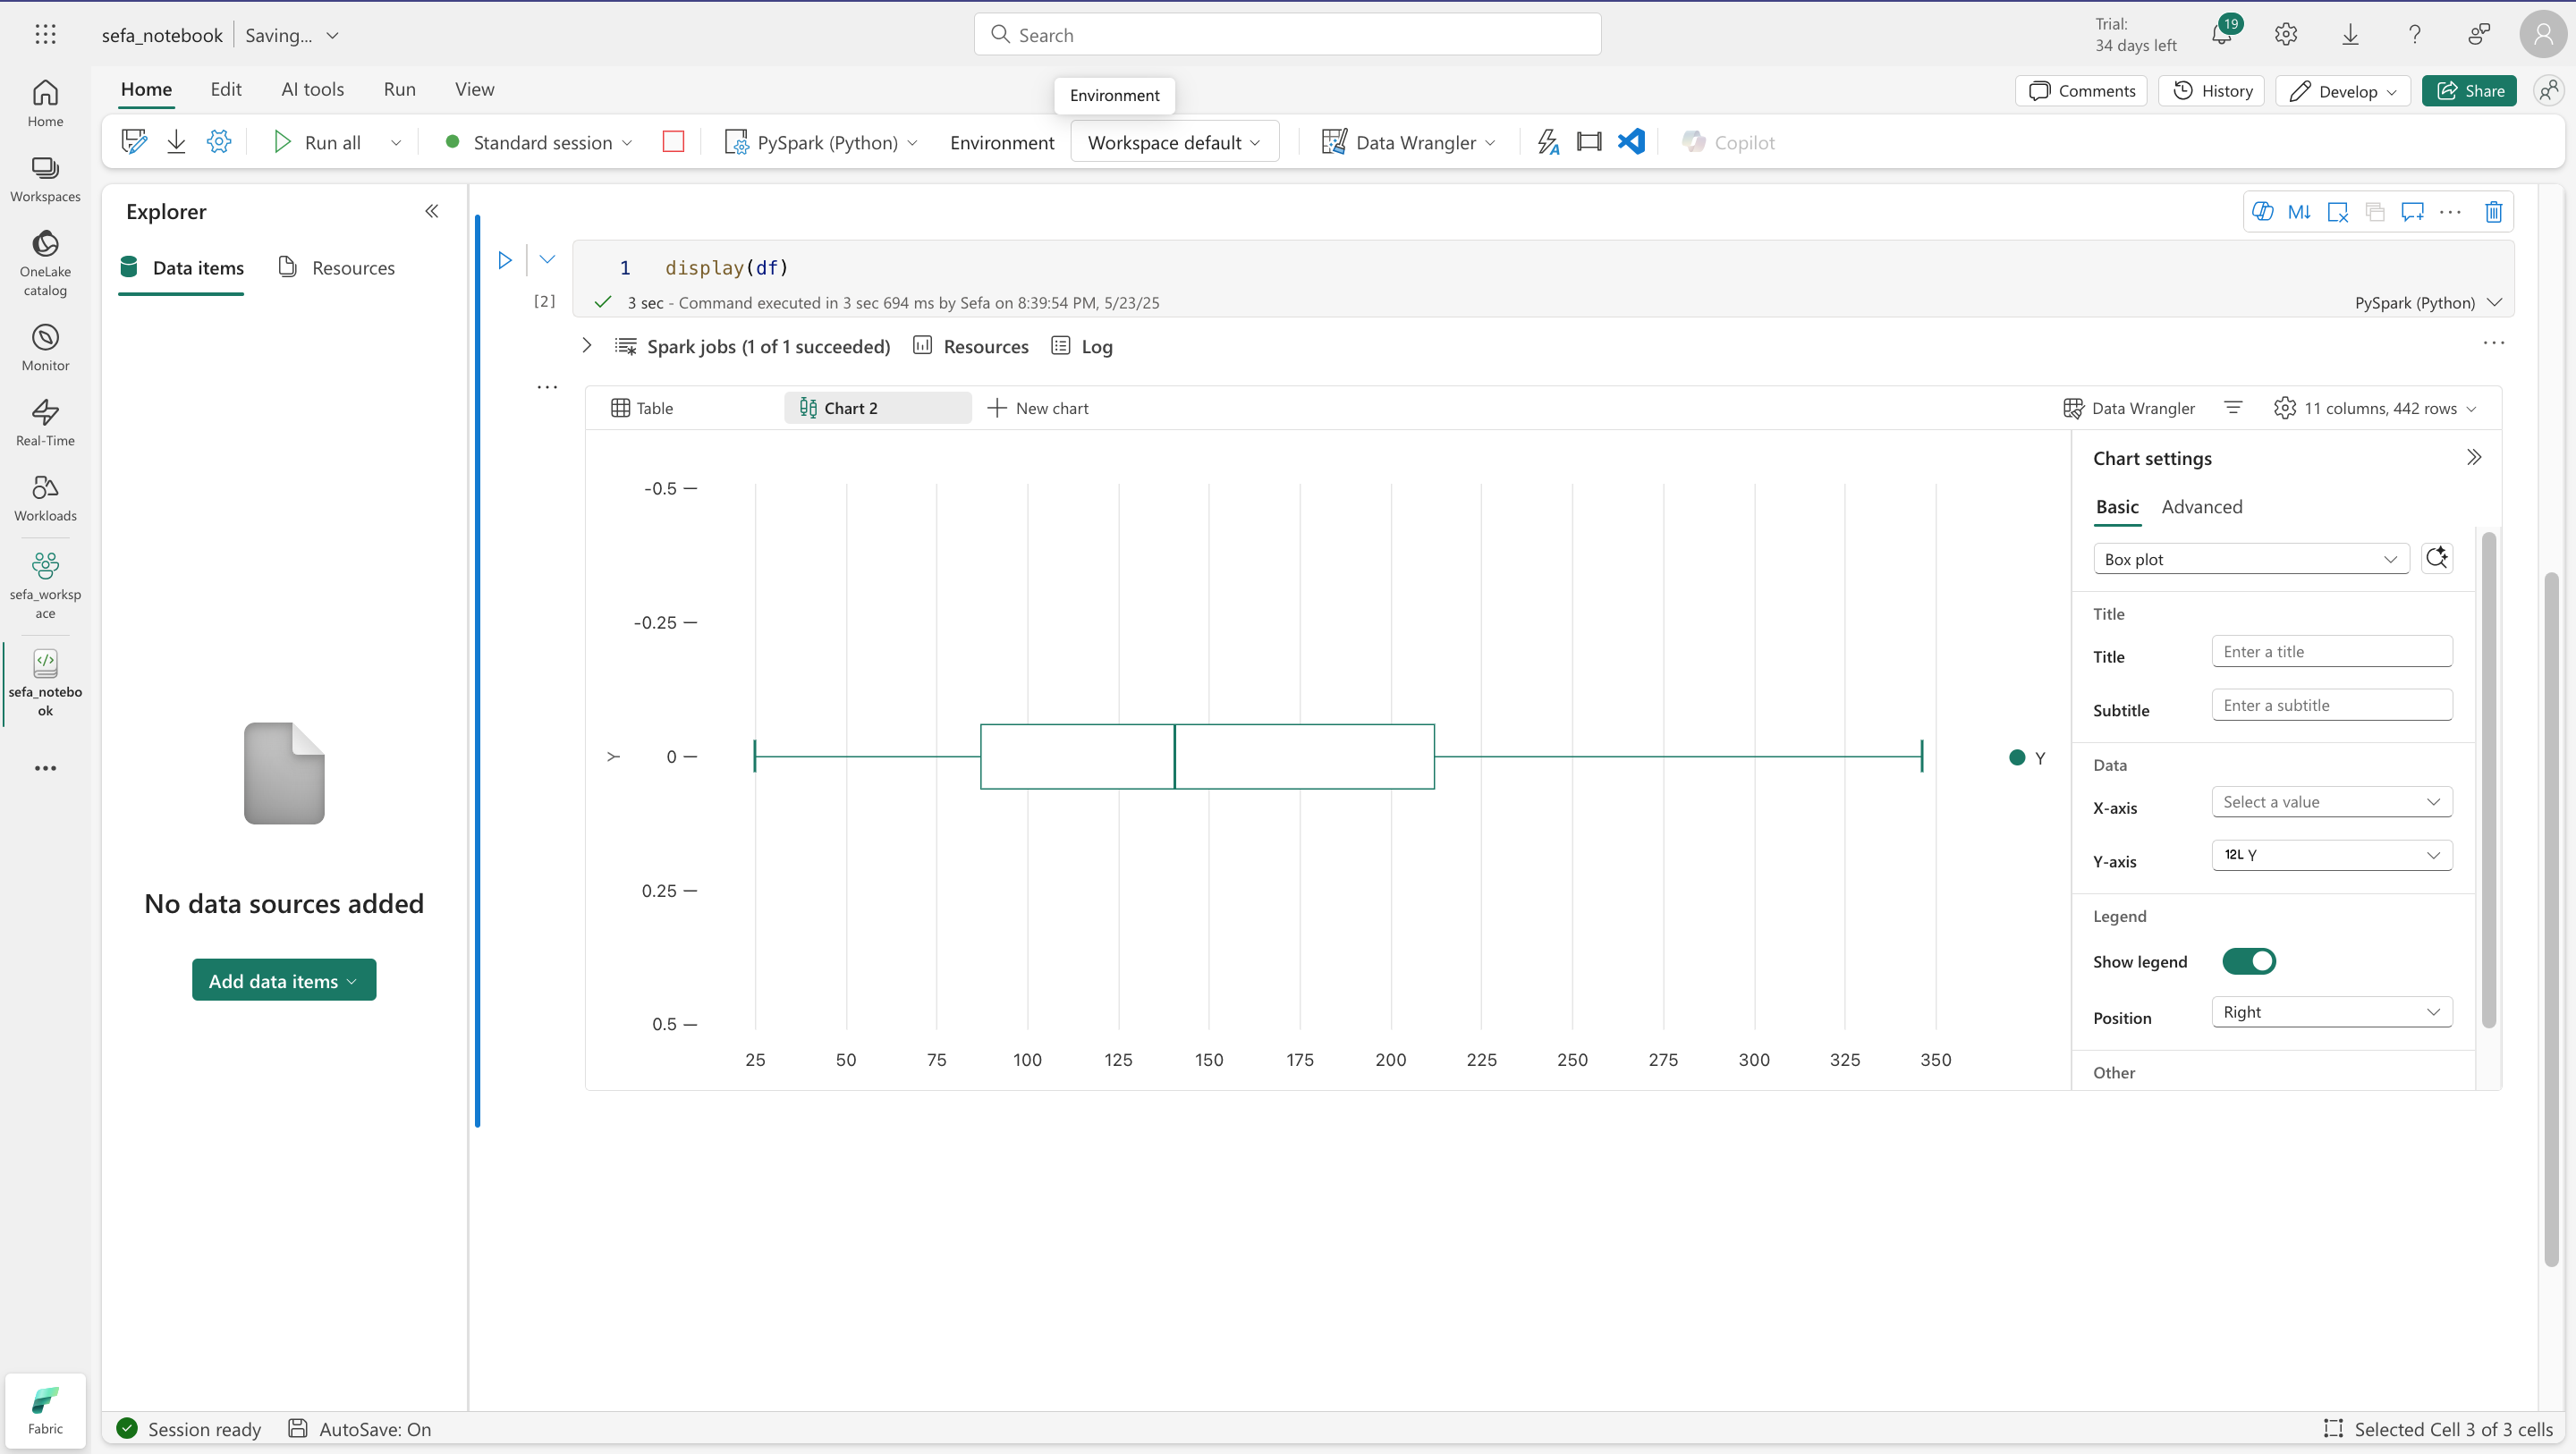 sefa_notebook
Saving...
Search
Trial:
34 days left
19
Home
Edit
AI tools
Run
View
Environment
Comments
History
Develop
Share
Run all
Standard session
PySpark (Python)
Environment
Workspace default
Data Wrangler
Copilot
Home
Workspaces
OneLake
catalog
Monitor
Real-Time
Workloads
sefa_worksp
ace
sefa_notebo
ok
Fabric
Explorer
Data items
Resources
No data sources added
Add data items
M↓
1 display(df)
[2]
3 sec - Command executed in 3 sec 694 ms by Sefa on 8:39:54 PM, 5/23/25
PySpark (Python)
Spark jobs (1 of 1 succeeded)
Resources
Log
Table
Chart 2
New chart
Data Wrangler
11 columns, 442 rows
-0.5
-0.25
0
0.25
0.5
Y
25 50 75 100 125 150 175 200 225 250 275 300 325 350
Y
Chart settings
Basic
Advanced
Box plot
Title
Title
Enter a title
Subtitle
Enter a subtitle
Data
X-axis
Select a value
Y-axis
12L Y
Legend
Show legend
Position
Right
Other
Session ready
AutoSave: On
Selected Cell 3 of 3 cells